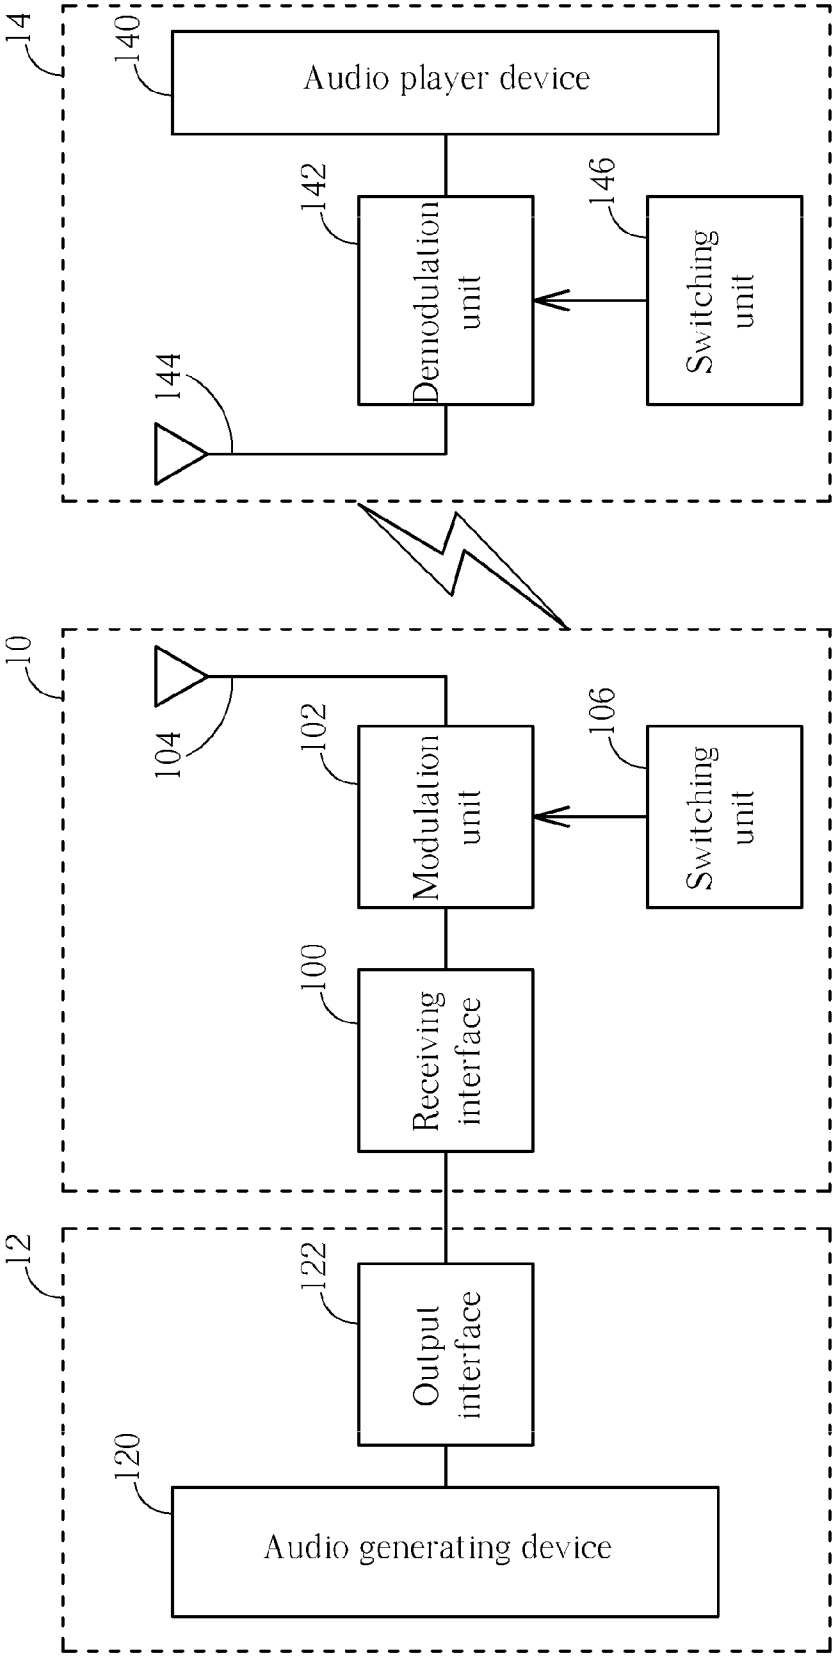 14
140
Audio player device
142
Demodulation
unit
146
Switching
unit
144
10
104
102
Modulation
unit
106
Switching
unit
100
Receiving
interface
12
122
Output
interface
120
Audio generating device